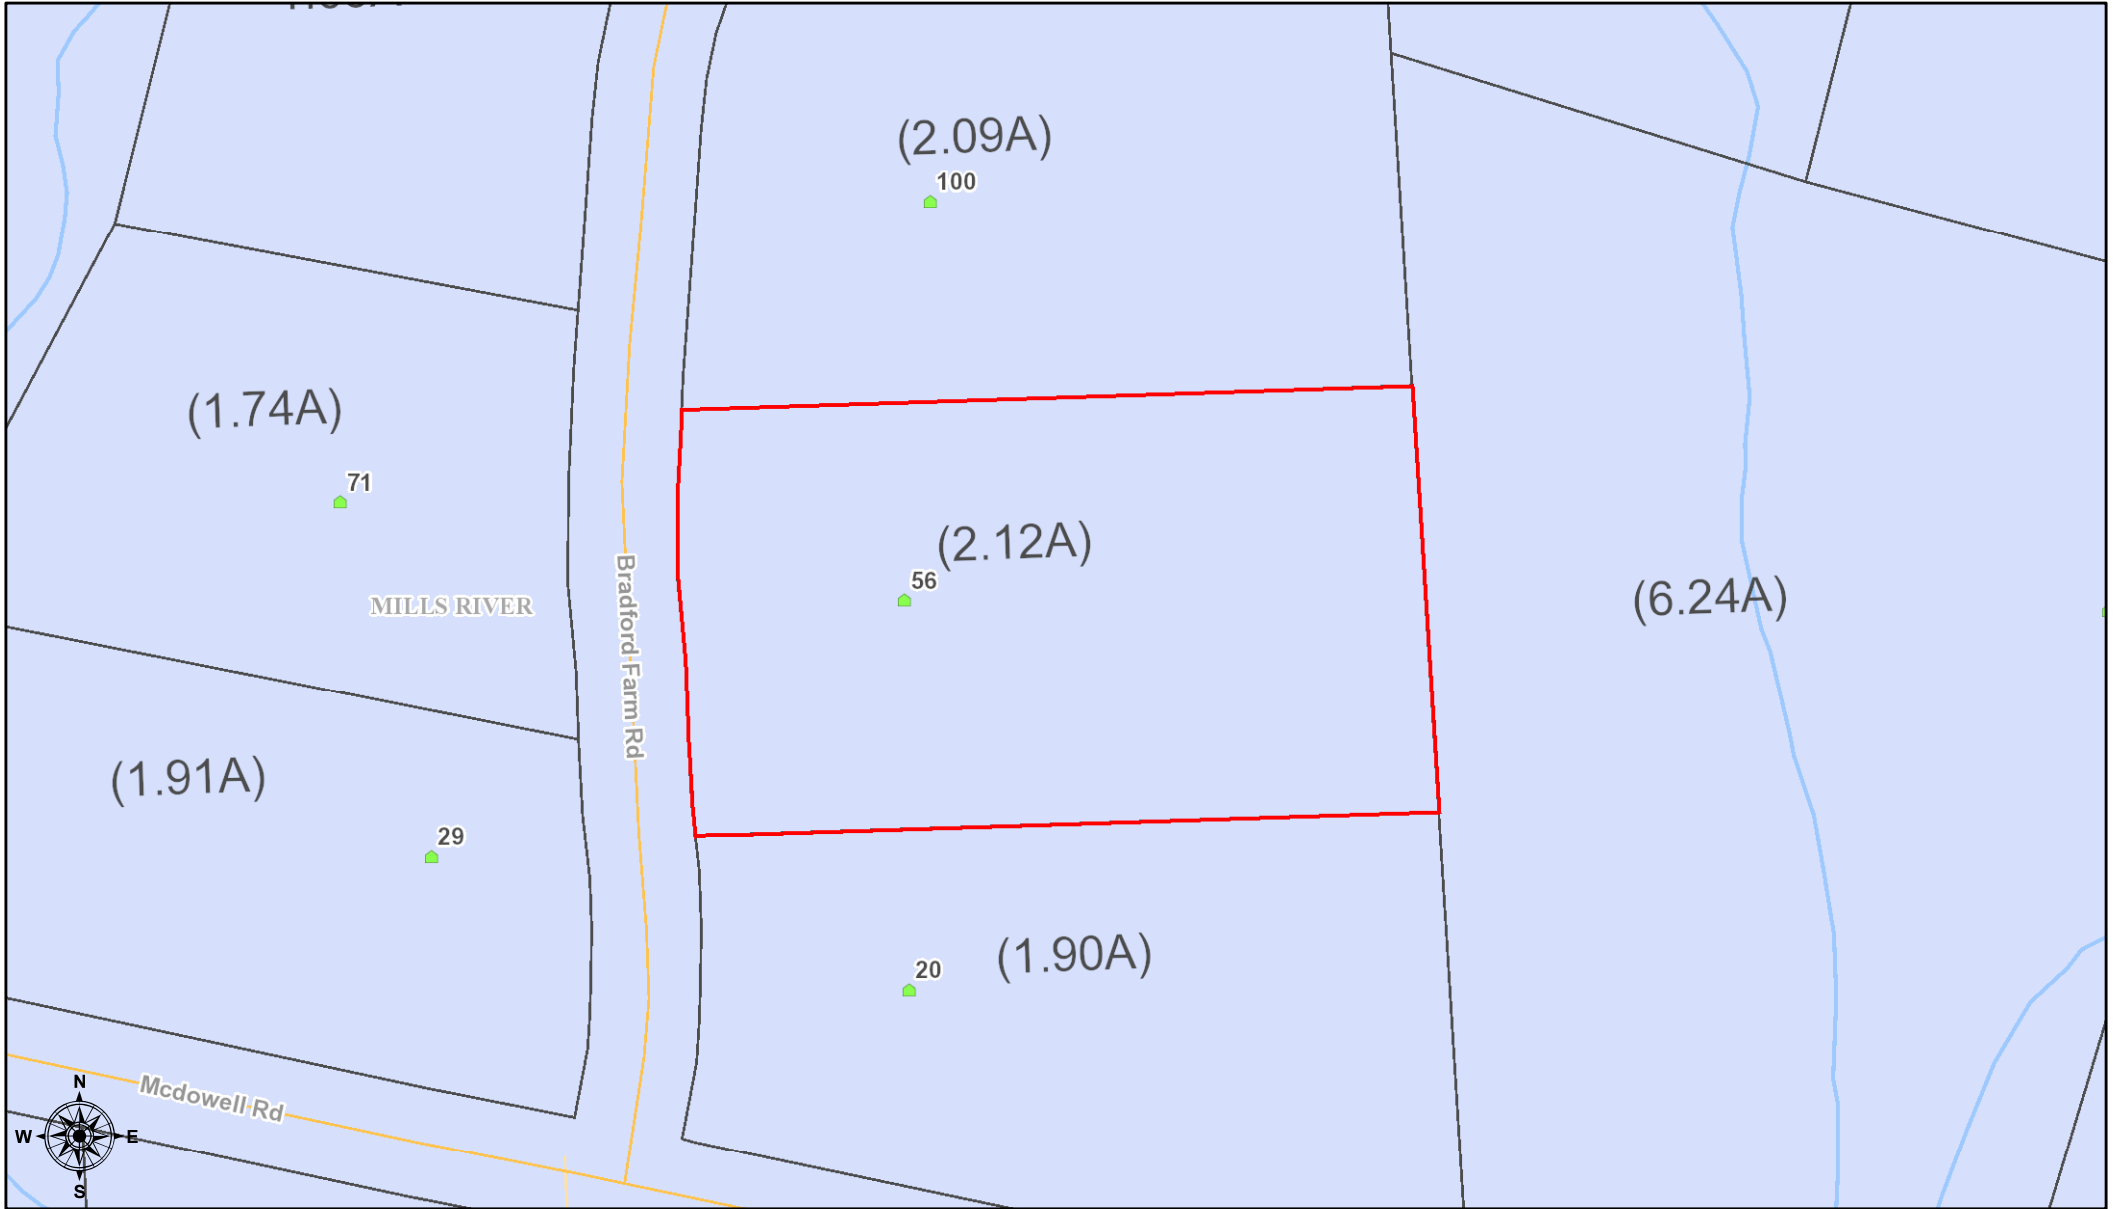 (2.09A)
100
(1.74A)
71
(2.12A)
56
MILLS RIVER
Bradford Farm Rd
(6.24A)
(1.91A)
29
(1.90A)
20
Mcdowell Rd
N
W E
S